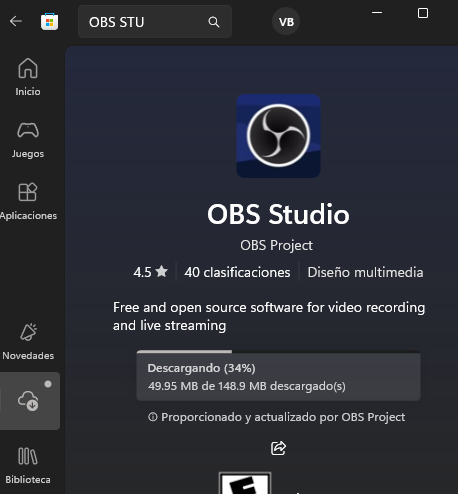 OBS STU
VB
Inicio
Juegos
Aplicaciones
Novedades
Biblioteca
OBS Studio
OBS Project
4.5 ★ 40 clasificaciones Diseño multimedia
Free and open source software for video recording
and live streaming
Descargando (34%)
49.95 MB de 148.9 MB descargado(s)
Proporcionado y actualizado por OBS Project
E